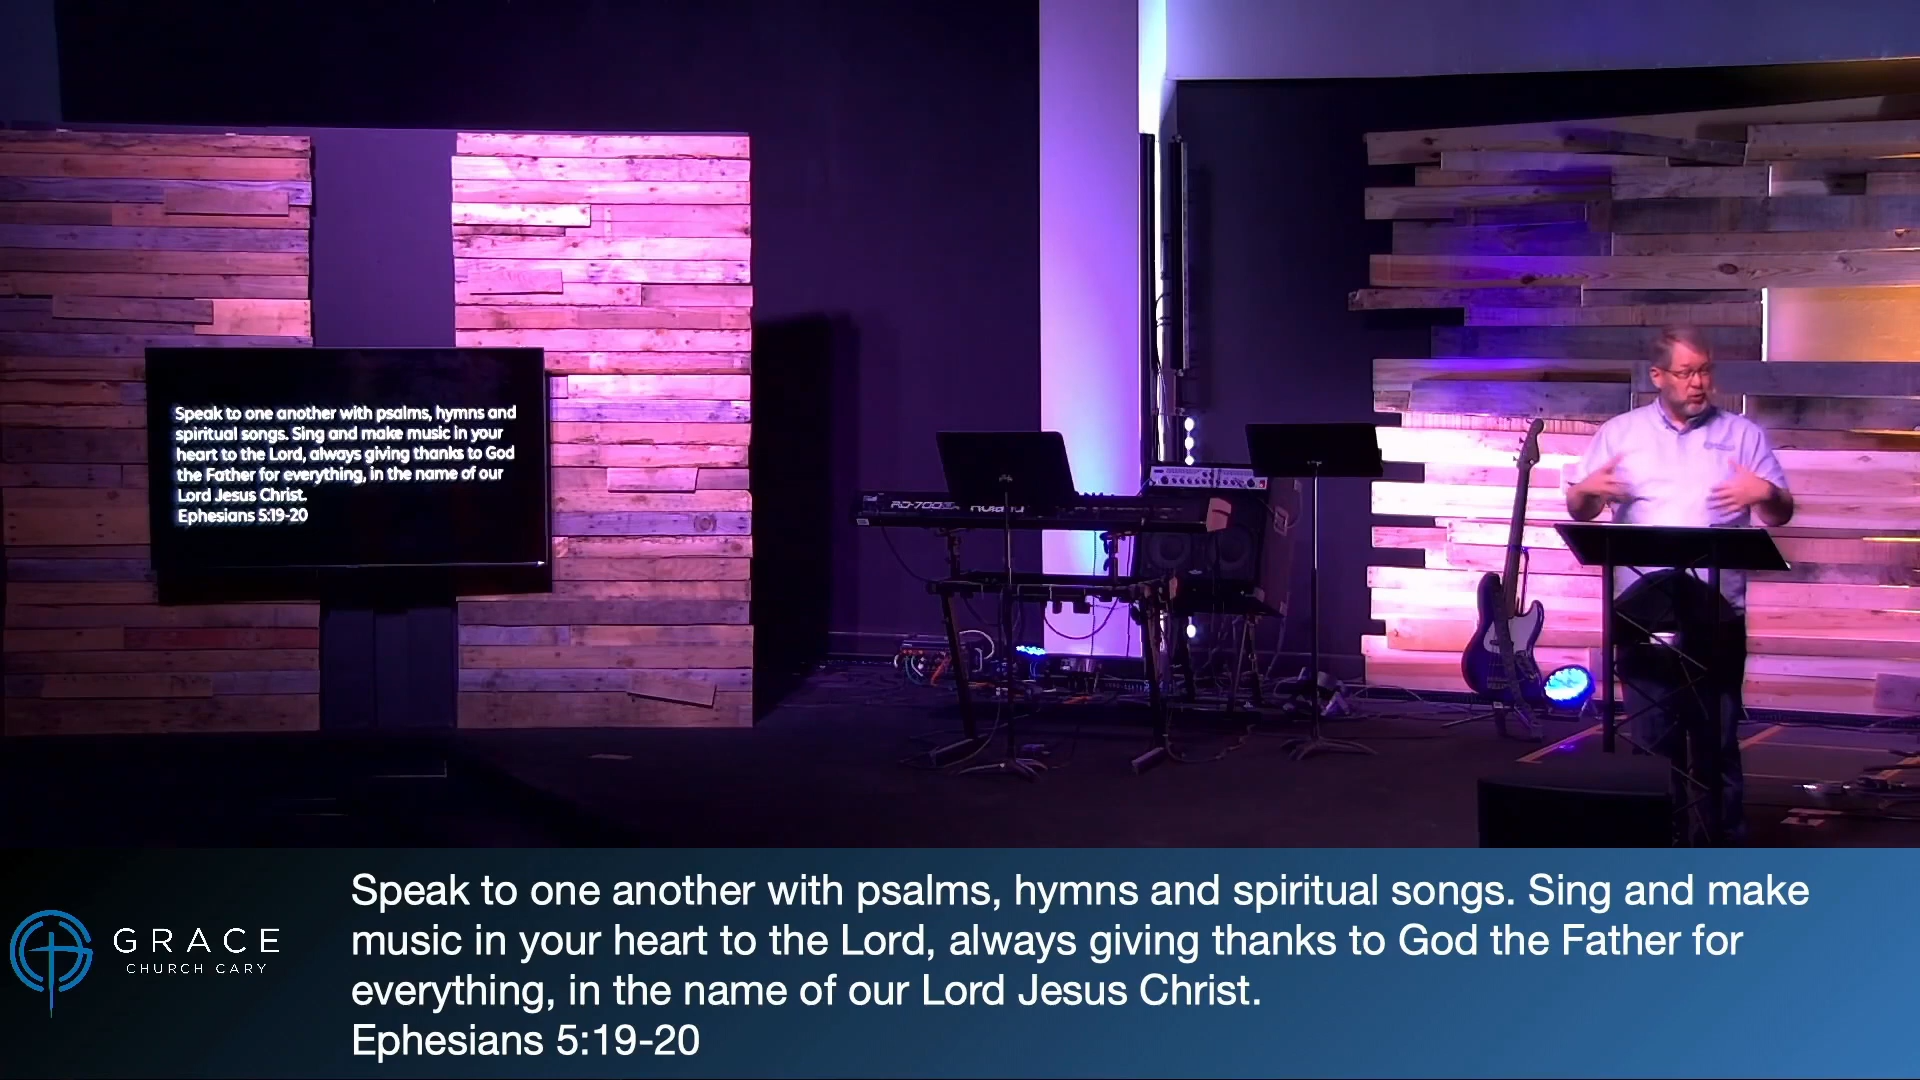 Speak to one another with psalms, hymns and
spiritual songs. Sing and make music in your
heart to the Lord, always giving thanks to God
the Father for everything, in the name of our
Lord Jesus Christ.
Ephesians 5:19-20
RD-700
Roland
GRACE
CHURCH CARY
Speak to one another with psalms, hymns and spiritual songs. Sing and make
music in your heart to the Lord, always giving thanks to God the Father for
everything, in the name of our Lord Jesus Christ.
Ephesians 5:19-20